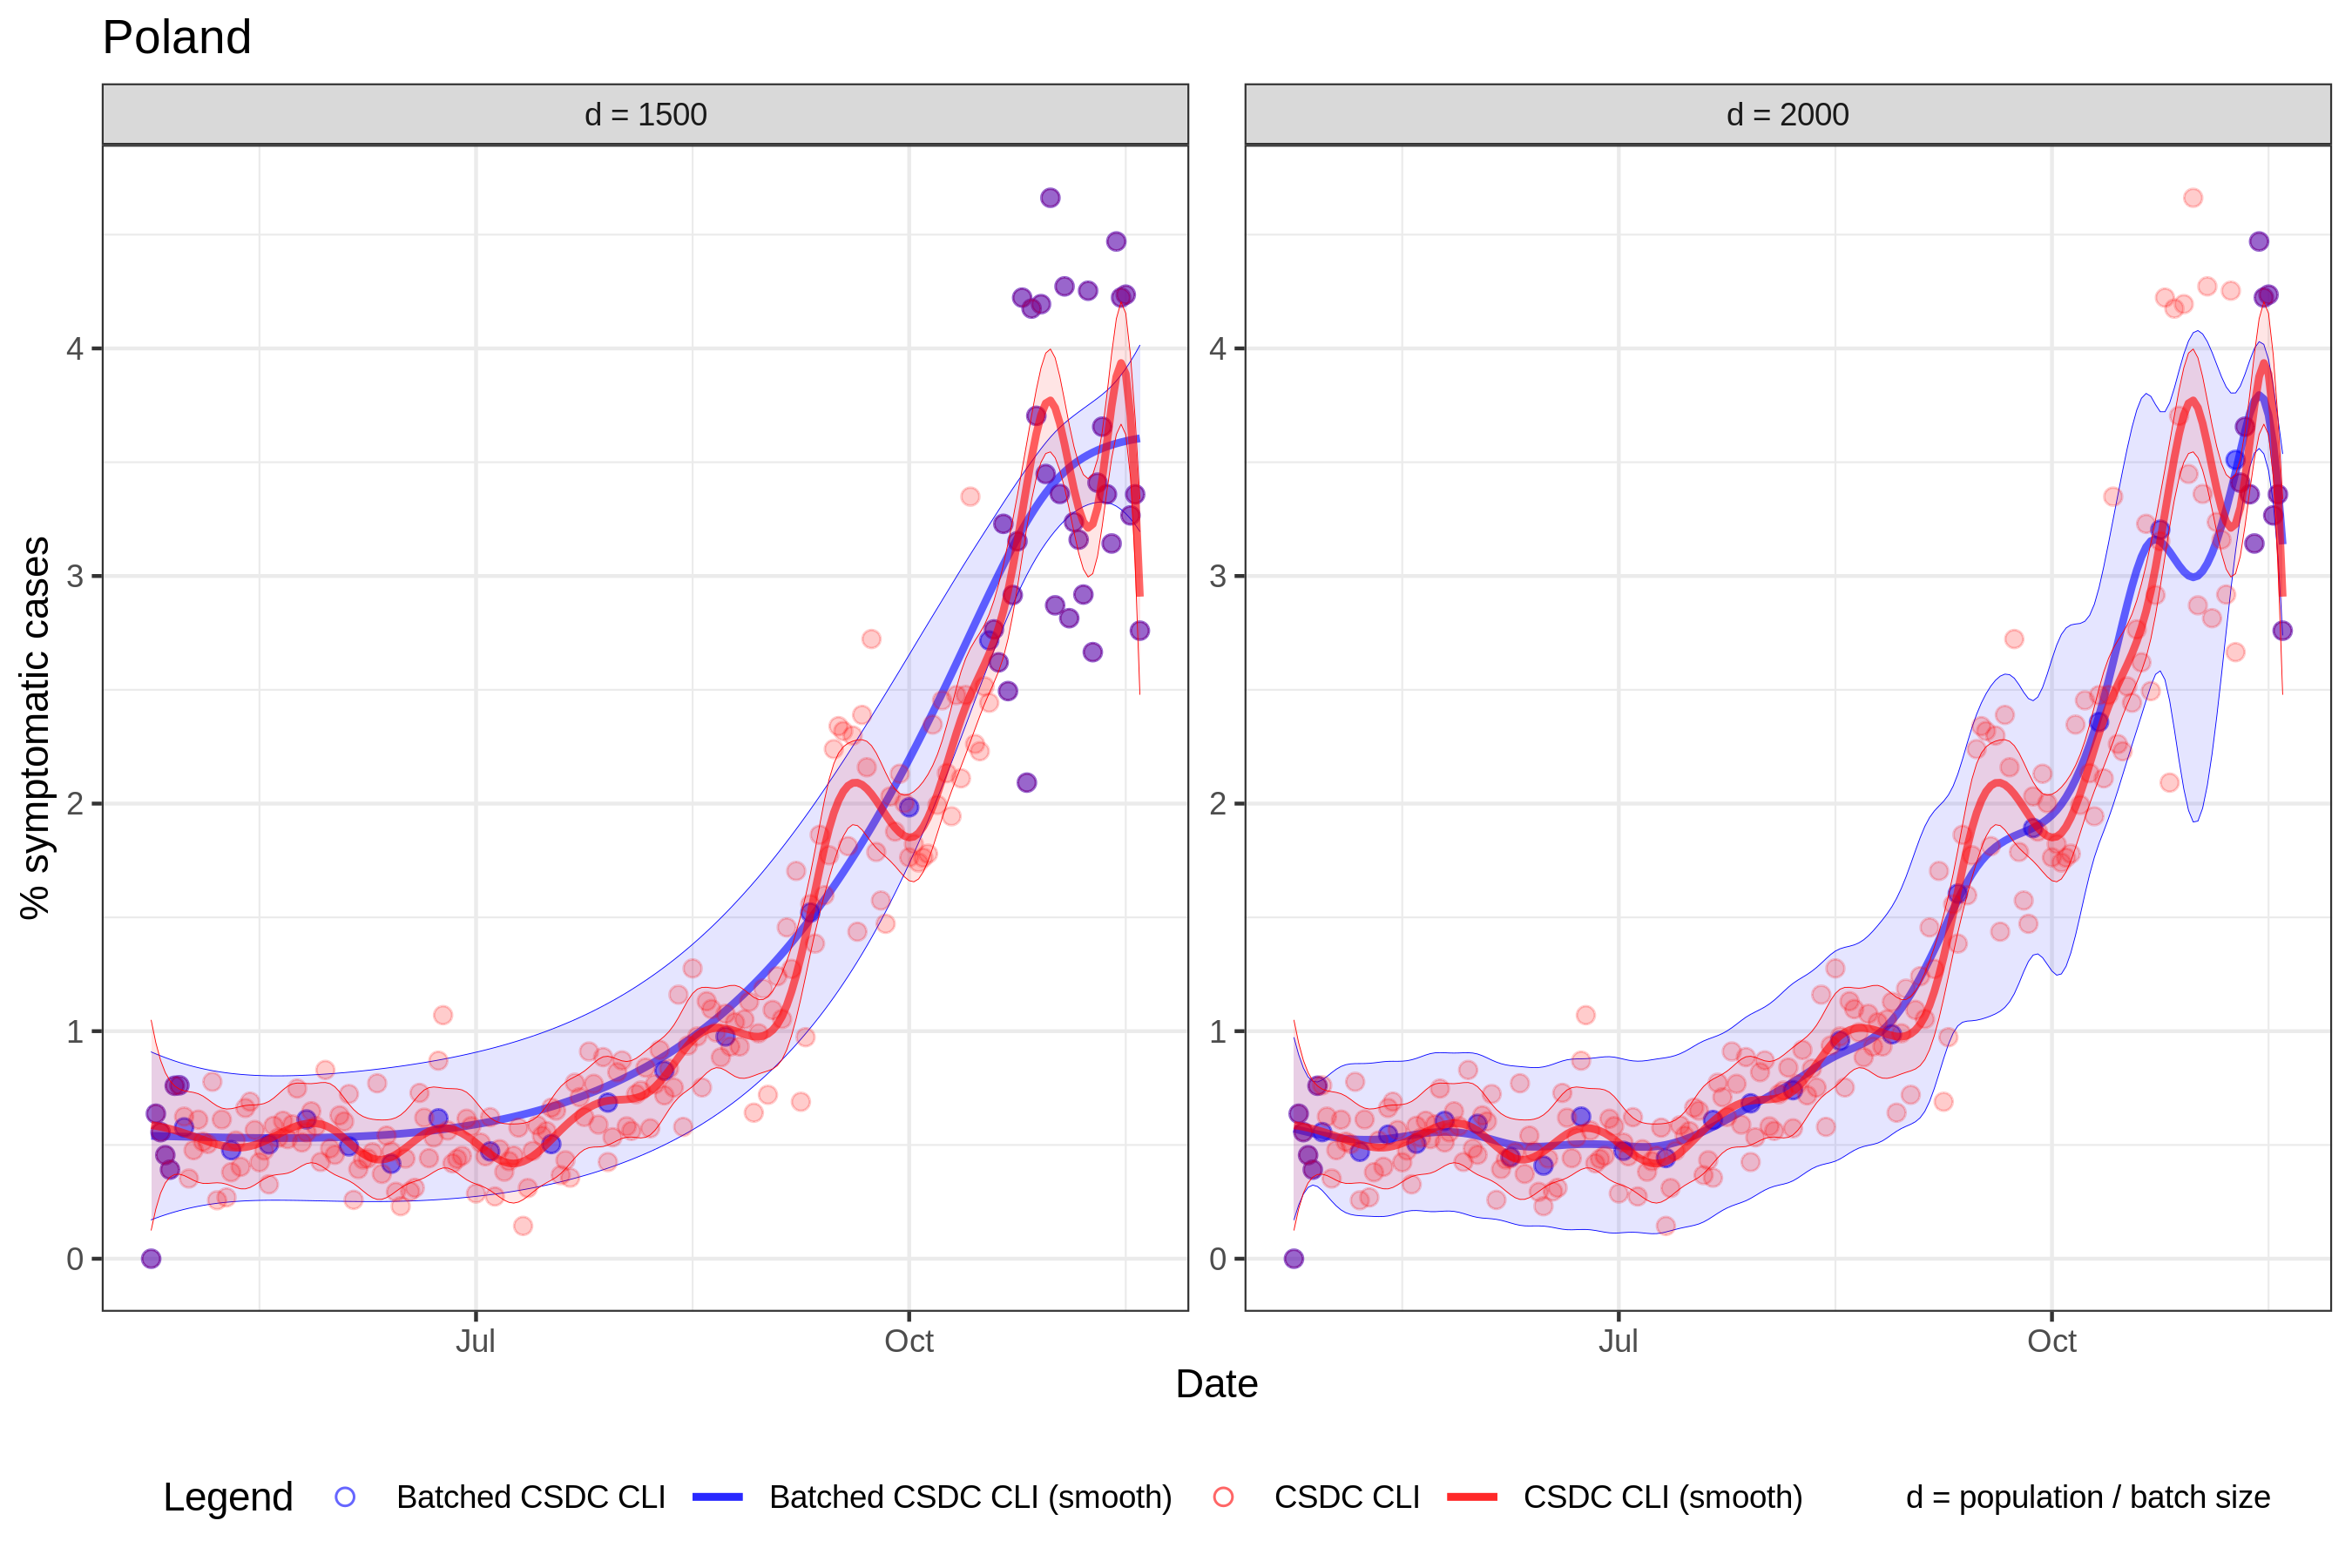 Poland
d = 1500
d = 2000
% symptomatic cases
4
3
2
1
0
4
3
2
1
0
Jul
Oct
Jul
Oct
Date
Legend
Batched CSDC CLI
Batched CSDC CLI (smooth)
CSDC CLI
CSDC CLI (smooth)
d = population / batch size